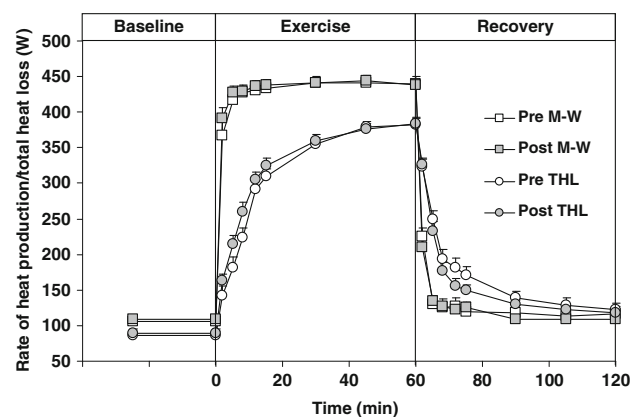 Baseline Exercise Recovery
Rate of heat production/total heat loss (W)
500
450
400
350
300
250
200
150
100
50
Pre M-W
Post M-W
Pre THL
Post THL
0 20 40 60 80 100 120
Time (min)